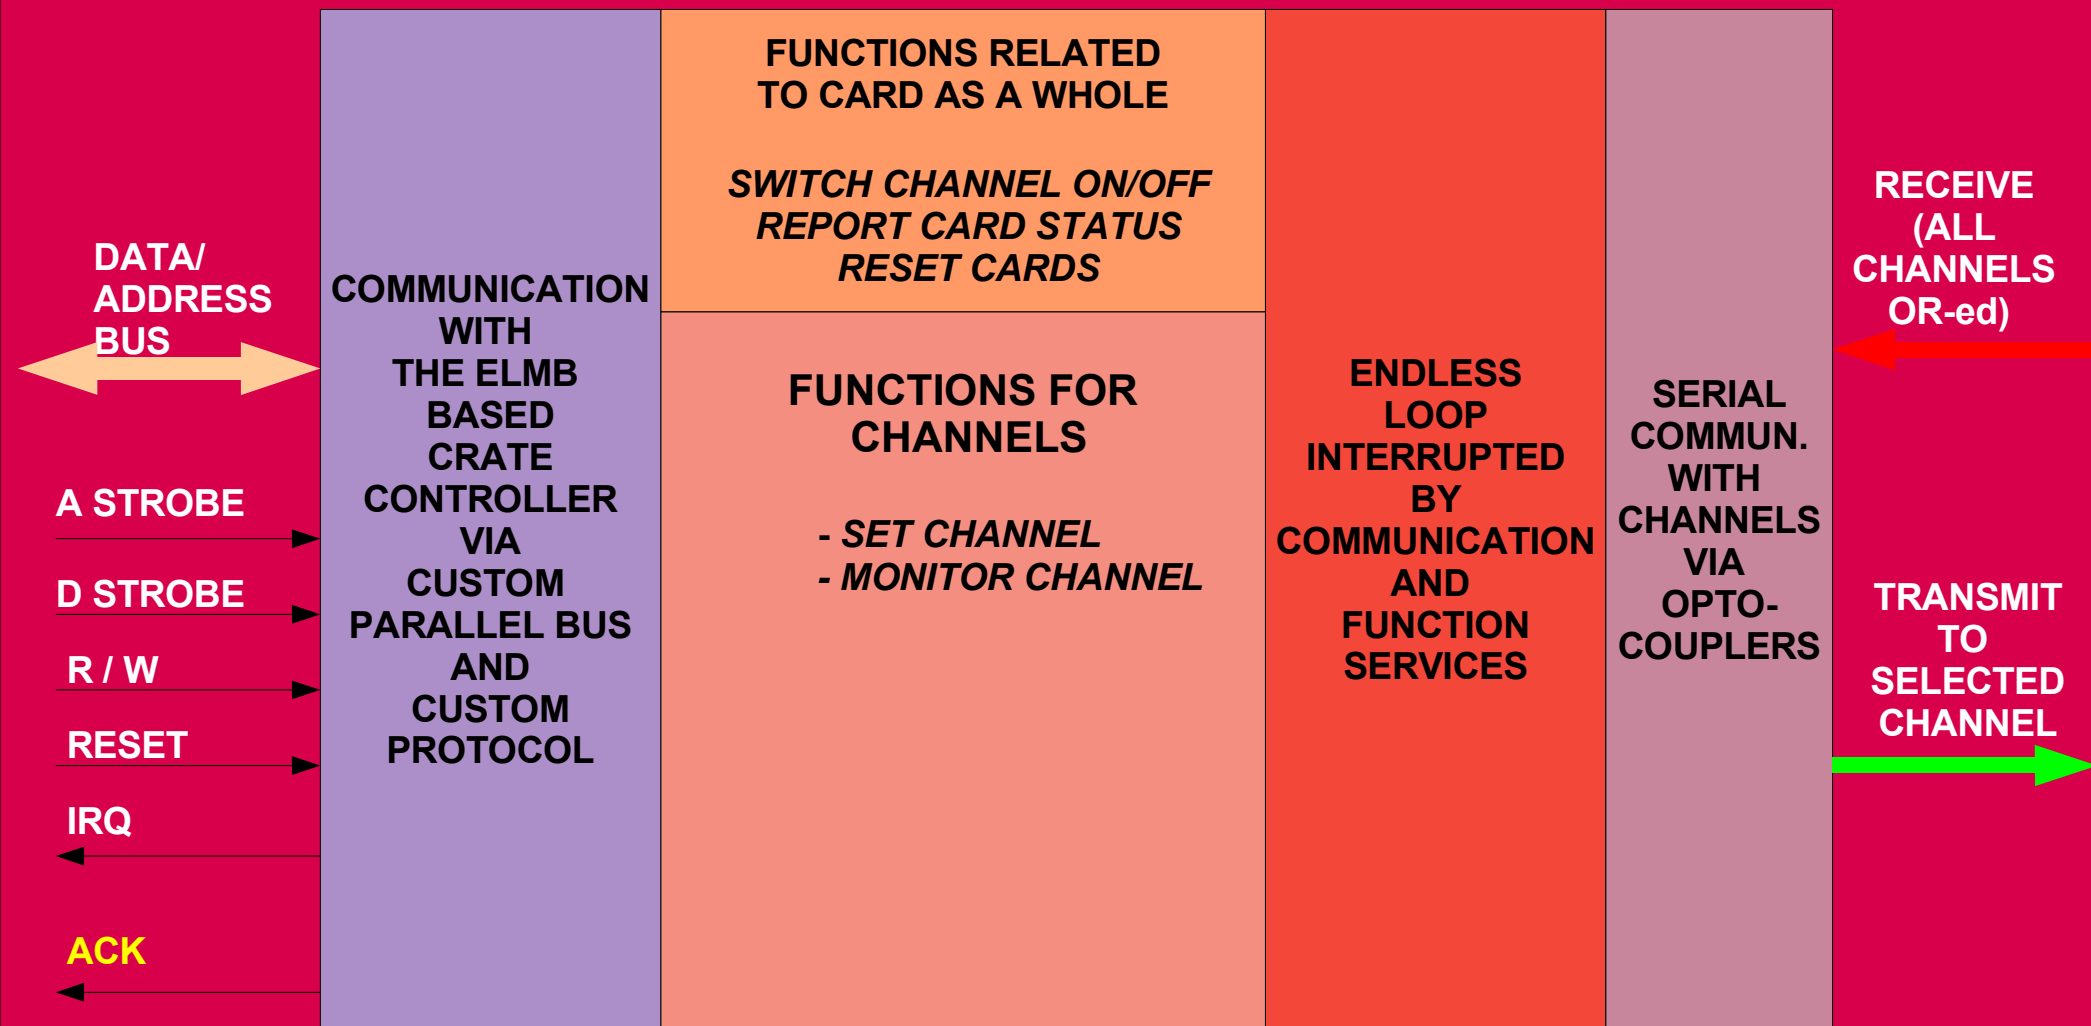 DATA/
ADDRESS
BUS
A STROBE
D STROBE
R / W
RESET
IRQ
ACK
COMMUNICATION
WITH
THE ELMB
BASED
CRATE
CONTROLLER
VIA
CUSTOM
PARALLEL BUS
AND
CUSTOM
PROTOCOL
FUNCTIONS RELATED
TO CARD AS A WHOLE
SWITCH CHANNEL ON/OFF
REPORT CARD STATUS
RESET CARDS
FUNCTIONS FOR
CHANNELS
- SET CHANNEL
- MONITOR CHANNEL
ENDLESS
LOOP
INTERRUPTED
BY
COMMUNICATION
AND
FUNCTION
SERVICES
SERIAL
COMMUN.
WITH
CHANNELS
VIA
OPTO-
COUPLERS
RECEIVE
(ALL
CHANNELS
OR-ed)
TRANSMIT
TO
SELECTED
CHANNEL